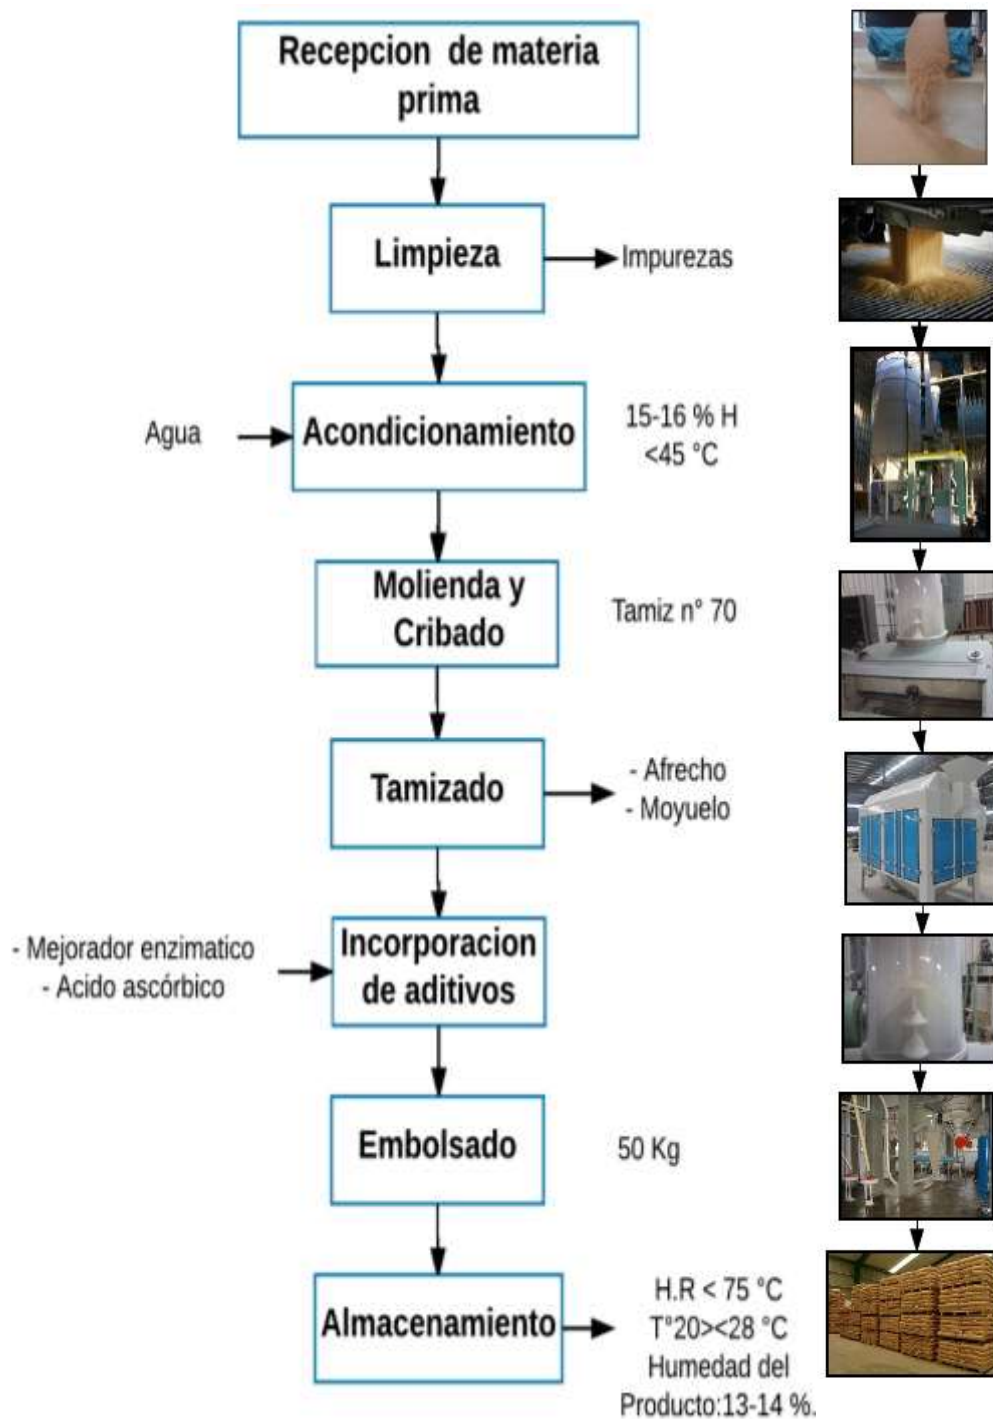 Recepcion de materia
prima
Limpieza
Impurezas
Agua
Acondicionamiento
15-16 % H
<45 °C
Molienda y
Cribado
Tamiz n° 70
Tamizado
- Afrecho
- Moyuelo
- Mejorador enzimatico
- Acido ascórbico
Incorporacion
de aditivos
Embolsado
50 Kg
Almacenamiento
H.R < 75 °C
T°20><28 °C
Humedad del
Producto:13-14 %.